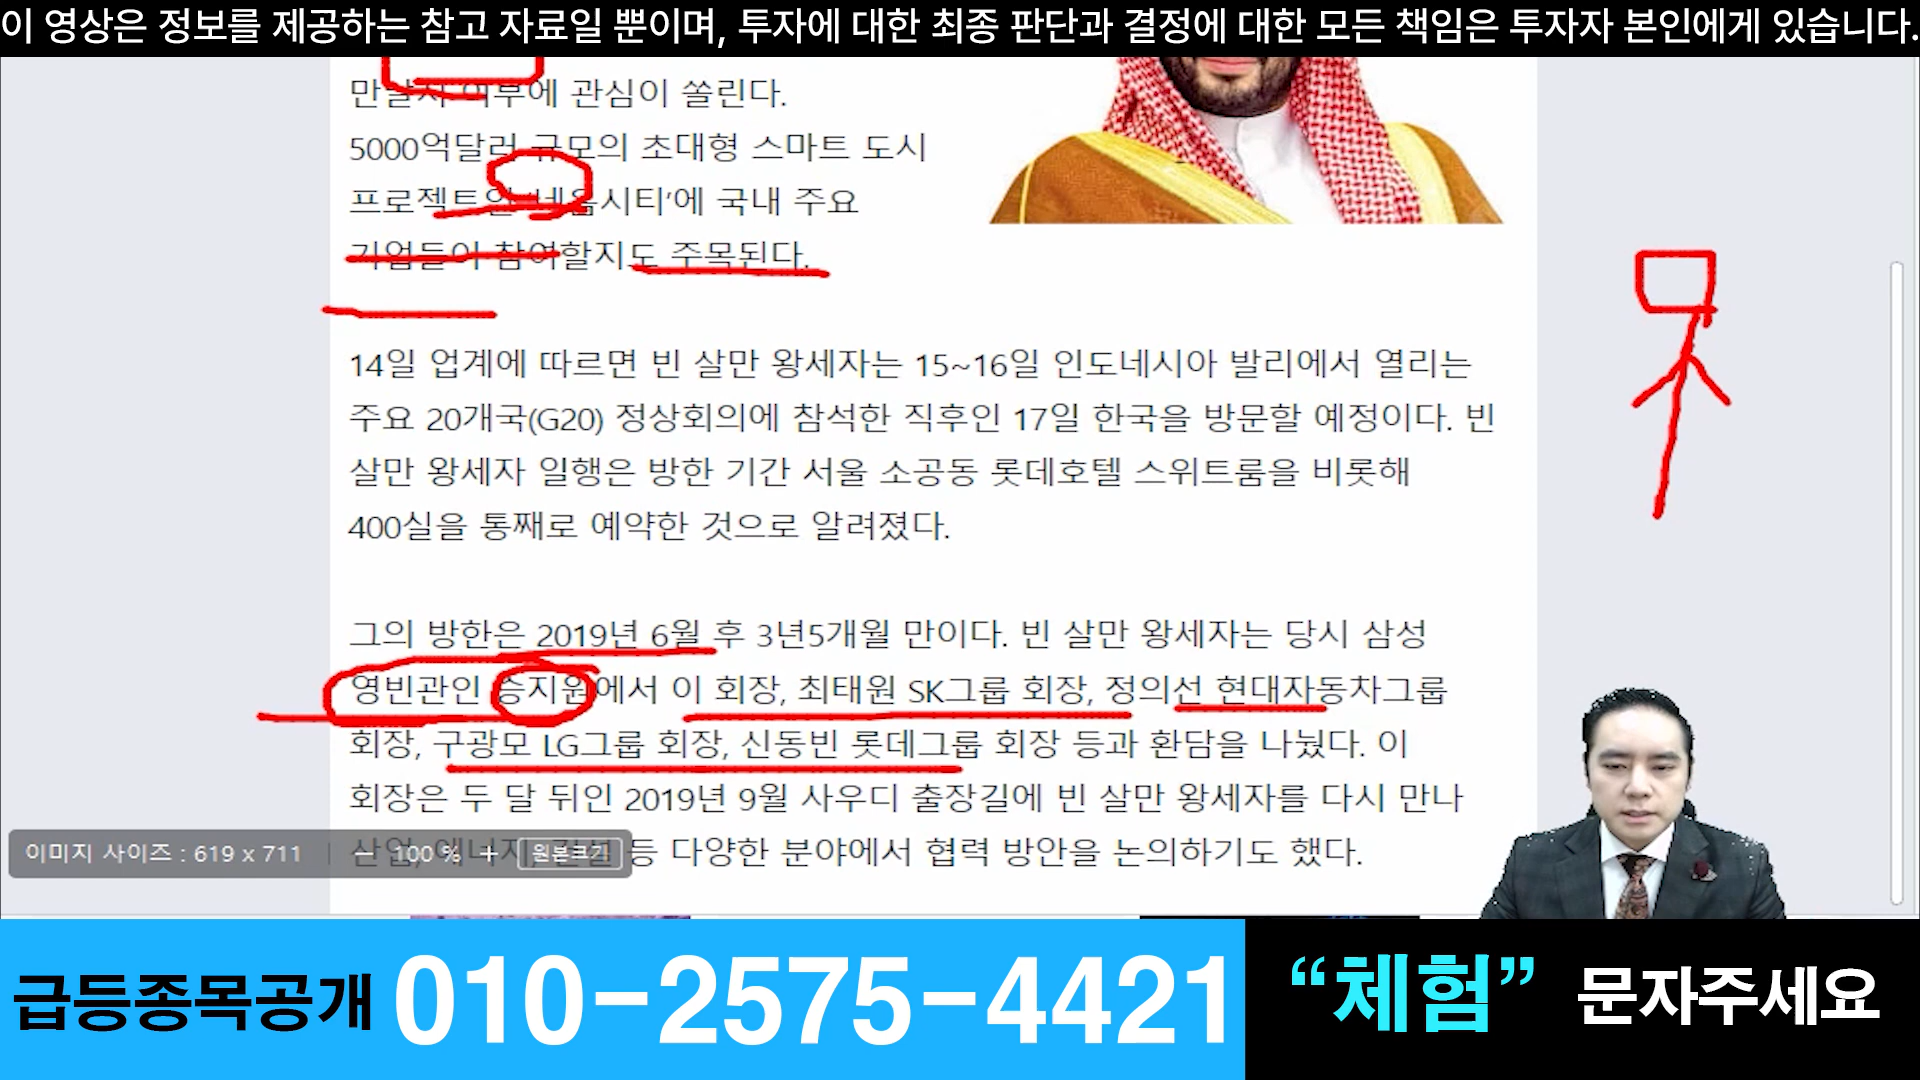 이 영상은 정보를 제공하는 참고 자료일 뿐이며, 투자에 대한 최종 판단과 결정에 대한 모든 책임은 투자자 본인에게 있습니다.
만날지 여부에 관심이 쏠린다.
5000억달러 규모의 초대형 스마트 도시
프로젝트인 '네옴시티'에 국내 주요
기업들이 참여할지도 주목된다.
14일 업계에 따르면 빈 살만 왕세자는 15~16일 인도네시아 발리에서 열리는
주요 20개국(G20) 정상회의에 참석한 직후인 17일 한국을 방문할 예정이다. 빈
살만 왕세자 일행은 방한 기간 서울 소공동 롯데호텔 스위트룸을 비롯해
400실을 통째로 예약한 것으로 알려졌다.
그의 방한은 2019년 6월 후 3년5개월 만이다. 빈 살만 왕세자는 당시 삼성
영빈관인 승지원에서 이 회장, 최태원 SK그룹 회장, 정의선 현대자동차그룹
회장, 구광모 LG그룹 회장, 신동빈 롯데그룹 회장 등과 환담을 나눴다. 이
회장은 두 달 뒤인 2019년 9월 사우디 출장길에 빈 살만 왕세자를 다시 만나
등 다양한 분야에서 협력 방안을 논의하기도 했다.
이미지 사이즈 : 619 x 711 | − 100 % + 원본크기
급등종목공개 010-2575-4421 “체험” 문자주세요